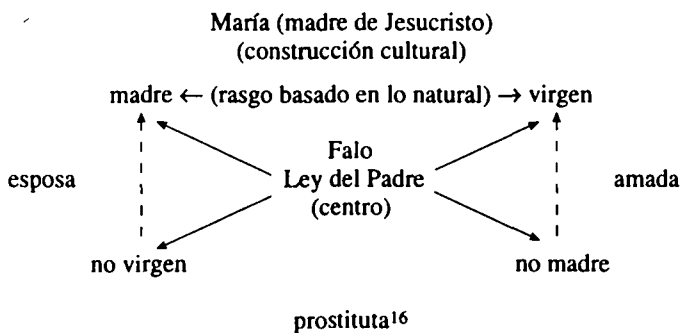 María (madre de Jesucristo)
(construcción cultural)
madre ← (rasgo basado en lo natural) → virgen
Falo
esposa Ley del Padre amada
(centro)
no virgen no madre
prostituta16